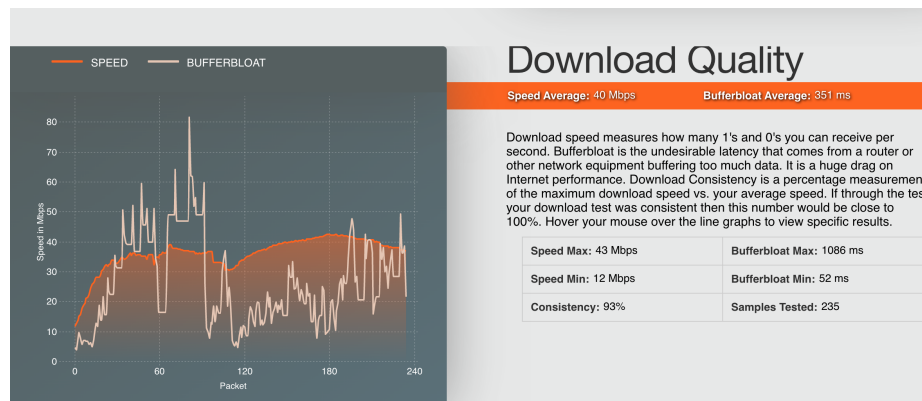 SPEED
BUFFERBLOAT
80
70
60
50
40
30
20
10
0
Speed in Mbps
0
60
120
180
240
Packet
Download Quality
Speed Average: 40 Mbps
Bufferbloat Average: 351 ms
Download speed measures how many 1's and 0's you can receive per
second. Bufferbloat is the undesirable latency that comes from a router or
other network equipment buffering too much data. It is a huge drag on
Internet performance. Download Consistency is a percentage measuremen
of the maximum download speed vs. your average speed. If through the tes
your download test was consistent then this number would be close to
100%. Hover your mouse over the line graphs to view specific results.
Speed Max: 43 Mbps
Bufferbloat Max: 1086 ms
Speed Min: 12 Mbps
Bufferbloat Min: 52 ms
Consistency: 93%
Samples Tested: 235